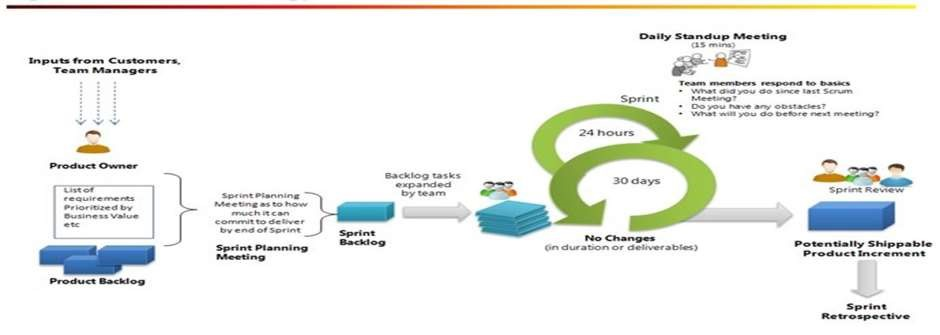 Inputs from Customers,
Team Managers
Product Owner
List of
requirements
Prioritized by
Business Value
etc
Product Backlog
Sprint Planning
Meeting as to how
much it can
commit to deliver
by end of Sprint
Sprint Planning
Meeting
Sprint
Backlog
Backlog tasks
expanded
by team
Sprint
24 hours
30 days
No Changes
(in duration or deliverables)
Daily Standup Meeting
(15 mins)
Team members respond to basics
• What did you do since last Scrum
Meeting?
• Do you have any obstacles?
• What will you do before next meeting?
Sprint Review
Potentially Shippable
Product Increment
Sprint
Retrospective